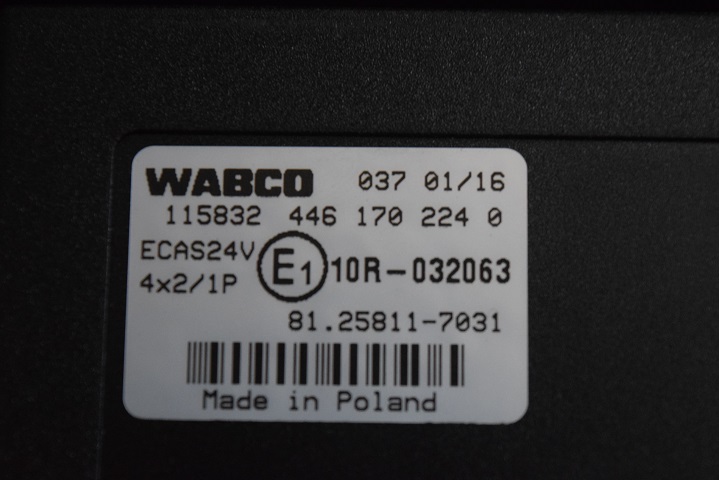 WABCO 037 01/16
115832 446 170 224 0
ECAS24V
4x2/1P
E1 10R-032063
81.25811-7031
Made in Poland